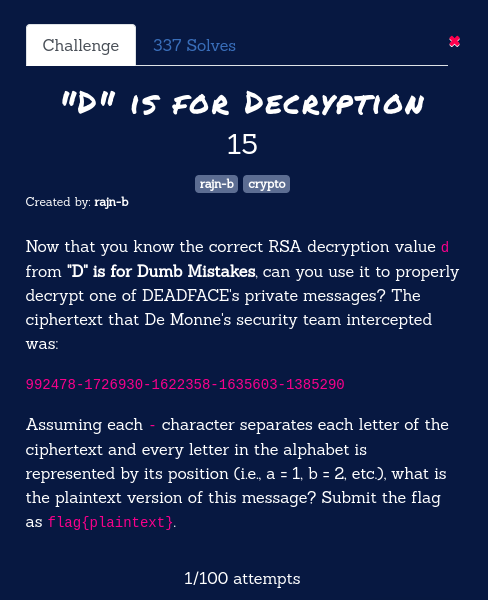 Challenge
337 Solves
✖
"D" is for Decryption
15
rajn-b crypto
Created by: rajn-b
Now that you know the correct RSA decryption value d
from "D" is for Dumb Mistakes, can you use it to properly
decrypt one of DEADFACE's private messages? The
ciphertext that De Monne's security team intercepted
was:
992478-1726930-1622358-1635603-1385290
Assuming each - character separates each letter of the
ciphertext and every letter in the alphabet is
represented by its position (i.e., a = 1, b = 2, etc.), what is
the plaintext version of this message? Submit the flag
as flag{plaintext}.
1/100 attempts